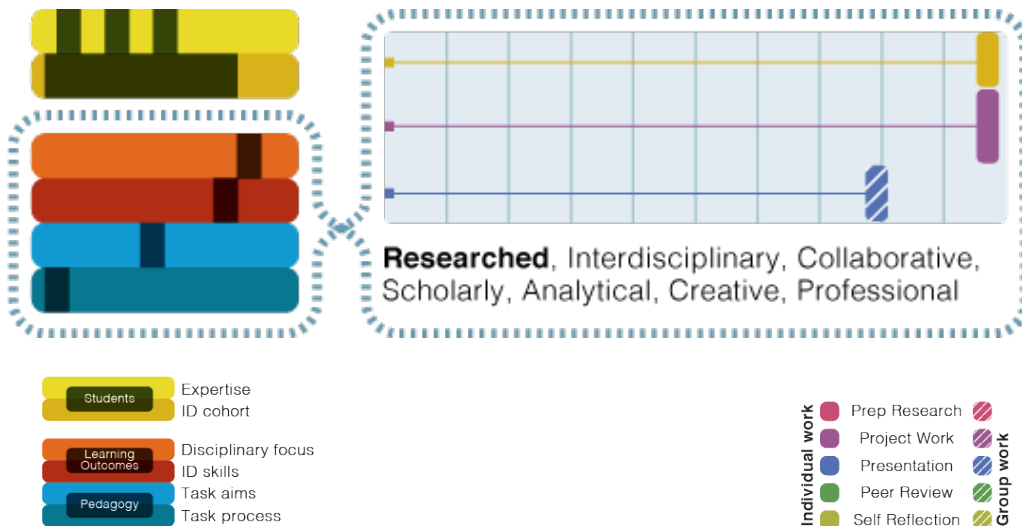 Researched, Interdisciplinary, Collaborative,
Scholarly, Analytical, Creative, Professional
Students
Expertise
ID cohort
Learning
Outcomes
Disciplinary focus
ID skills
Pedagogy
Task aims
Task process
Individual work
Prep Research
Project Work
Presentation
Peer Review
Self Reflection
Group work